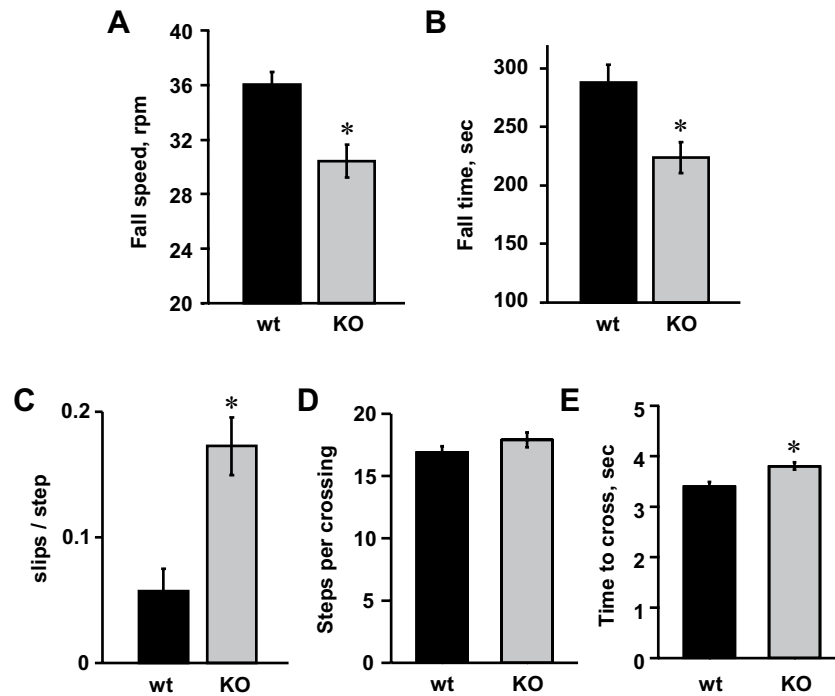 A
Fall speed, rpm
40
36
32
28
24
20
*
wt KO
B
Fall time, sec
300
250
200
150
100
*
wt KO
C
slips / step
0.2
0.1
0
*
wt KO
D
Steps per crossing
20
15
10
5
0
wt KO
E
Time to cross, sec
5
4
3
2
1
0
*
wt KO